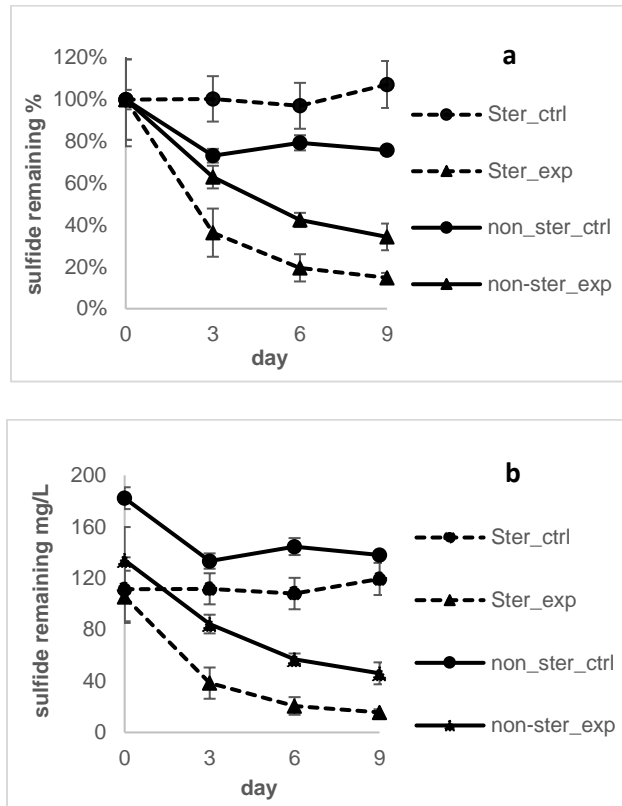 a
120%
100%
80%
60%
40%
20%
0%
sulfide remaining %
0 3 6 9
day
Ster_ctrl
Ster_exp
non_ster_ctrl
non-ster_exp
b
200
160
120
80
40
0
sulfide remaining mg/L
0 3 6 9
day
Ster_ctrl
Ster_exp
non_ster_ctrl
non-ster_exp